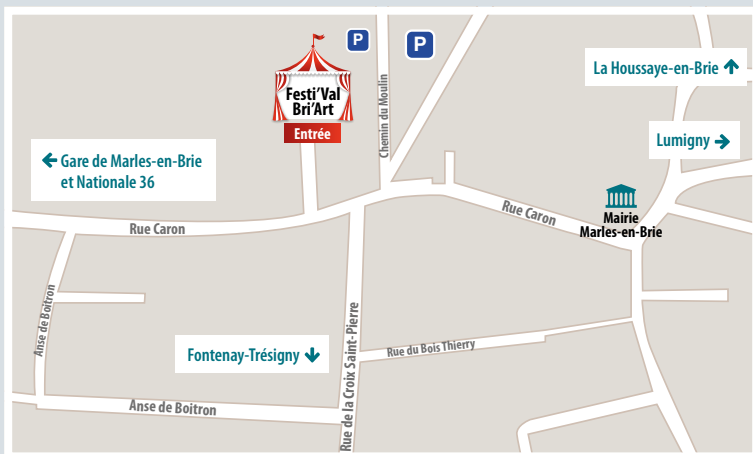 P
P
Festi’Val
Bri’Art
Entrée
Chemin du Moulin
La Houssaye-en-Brie ↑
Lumigny →
← Gare de Marles-en-Brie
et Nationale 36
Rue Caron
Rue Caron
Mairie
Marles-en-Brie
Anse de Boitron
Fontenay-Trésigny ↓
Rue de la Croix Saint-Pierre
Rue du Bois Thierry
Anse de Boitron